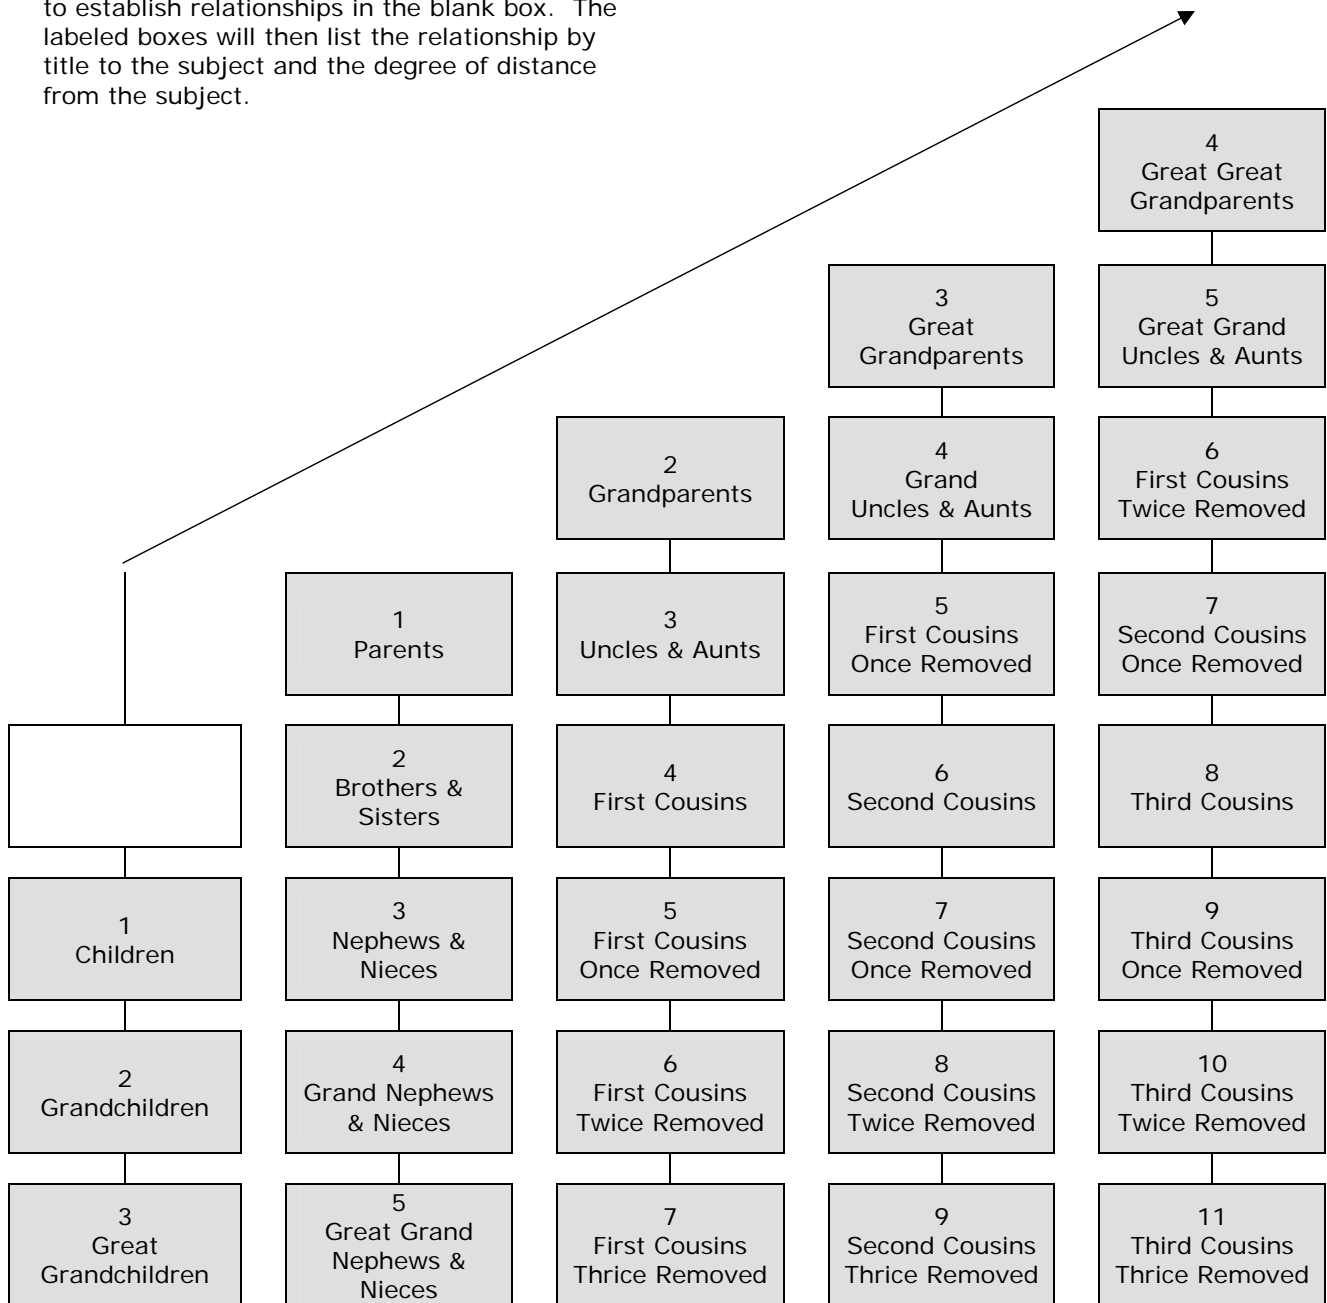 to establish relationships in the blank box. The
labeled boxes will then list the relationship by
title to the subject and the degree of distance
from the subject.
4
Great Great
Grandparents
3
Great
Grandparents
5
Great Grand
Uncles & Aunts
2
Grandparents
4
Grand
Uncles & Aunts
6
First Cousins
Twice Removed
1
Parents
3
Uncles & Aunts
5
First Cousins
Once Removed
7
Second Cousins
Once Removed
2
Brothers &
Sisters
4
First Cousins
6
Second Cousins
8
Third Cousins
1
Children
3
Nephews &
Nieces
5
First Cousins
Once Removed
7
Second Cousins
Once Removed
9
Third Cousins
Once Removed
2
Grandchildren
4
Grand Nephews
& Nieces
6
First Cousins
Twice Removed
8
Second Cousins
Twice Removed
10
Third Cousins
Twice Removed
3
Great
Grandchildren
5
Great Grand
Nephews &
Nieces
7
First Cousins
Thrice Removed
9
Second Cousins
Thrice Removed
11
Third Cousins
Thrice Removed